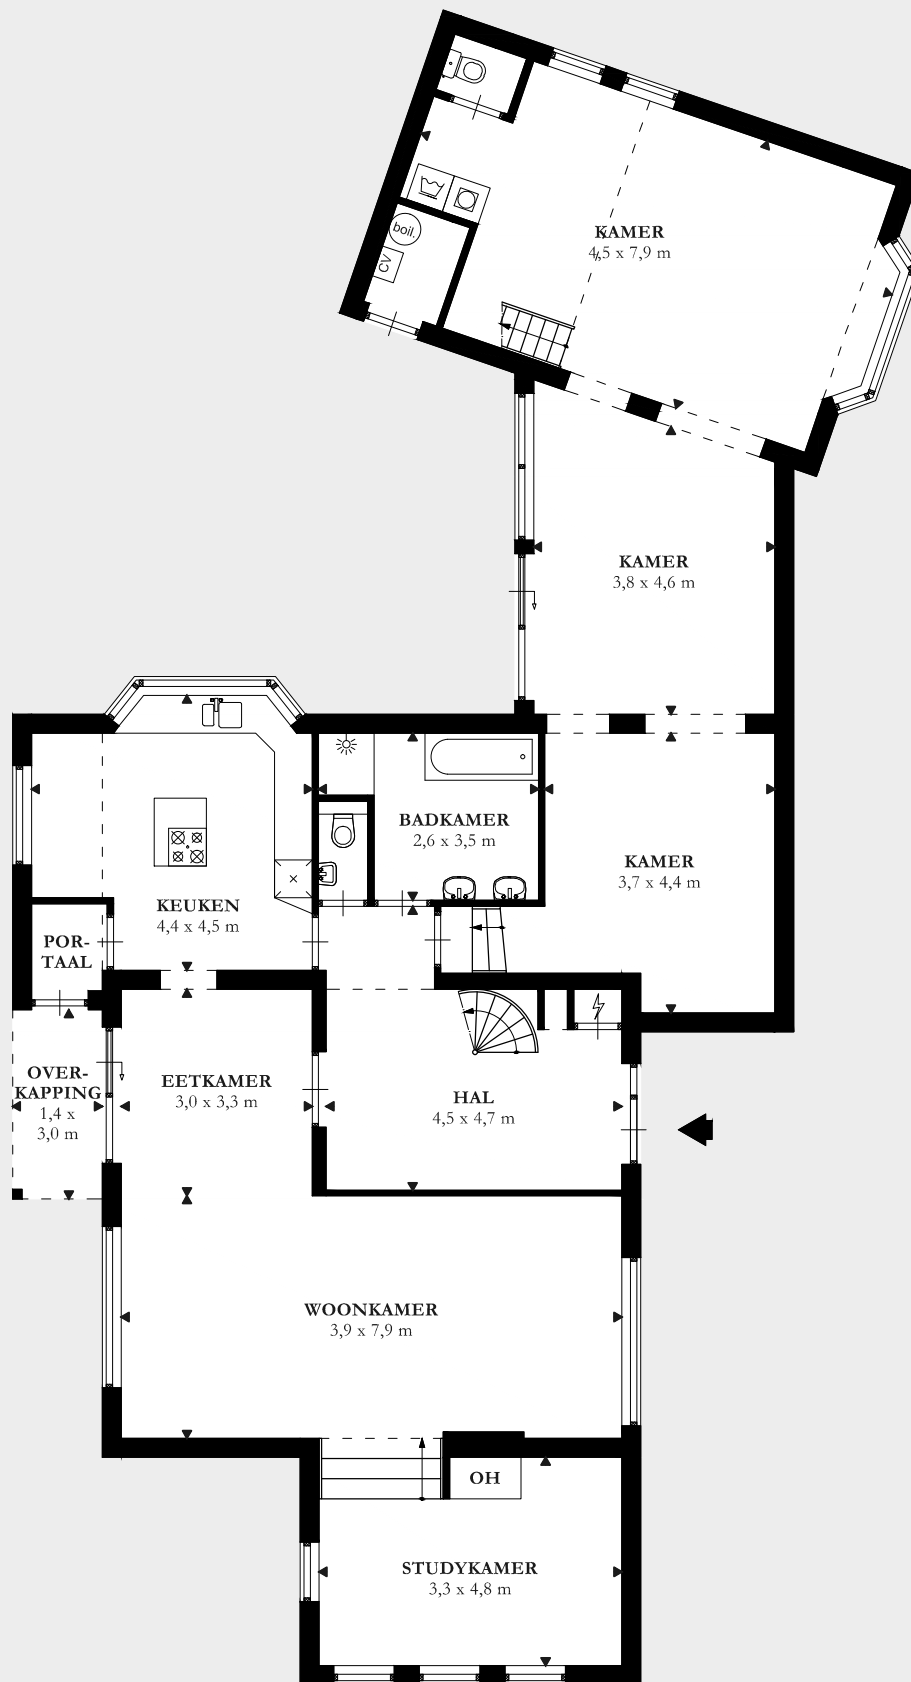 boil.
CV
KAMER
4,5 x 7,9 m
KAMER
3,8 x 4,6 m
BADKAMER
2,6 x 3,5 m
KAMER
3,7 x 4,4 m
KEUKEN
4,4 x 4,5 m
POR-
TAAL
OVER-
KAPPING
1,4 x
3,0 m
EETKAMER
3,0 x 3,3 m
HAL
4,5 x 4,7 m
WOONKAMER
3,9 x 7,9 m
OH
STUDYKAMER
3,3 x 4,8 m